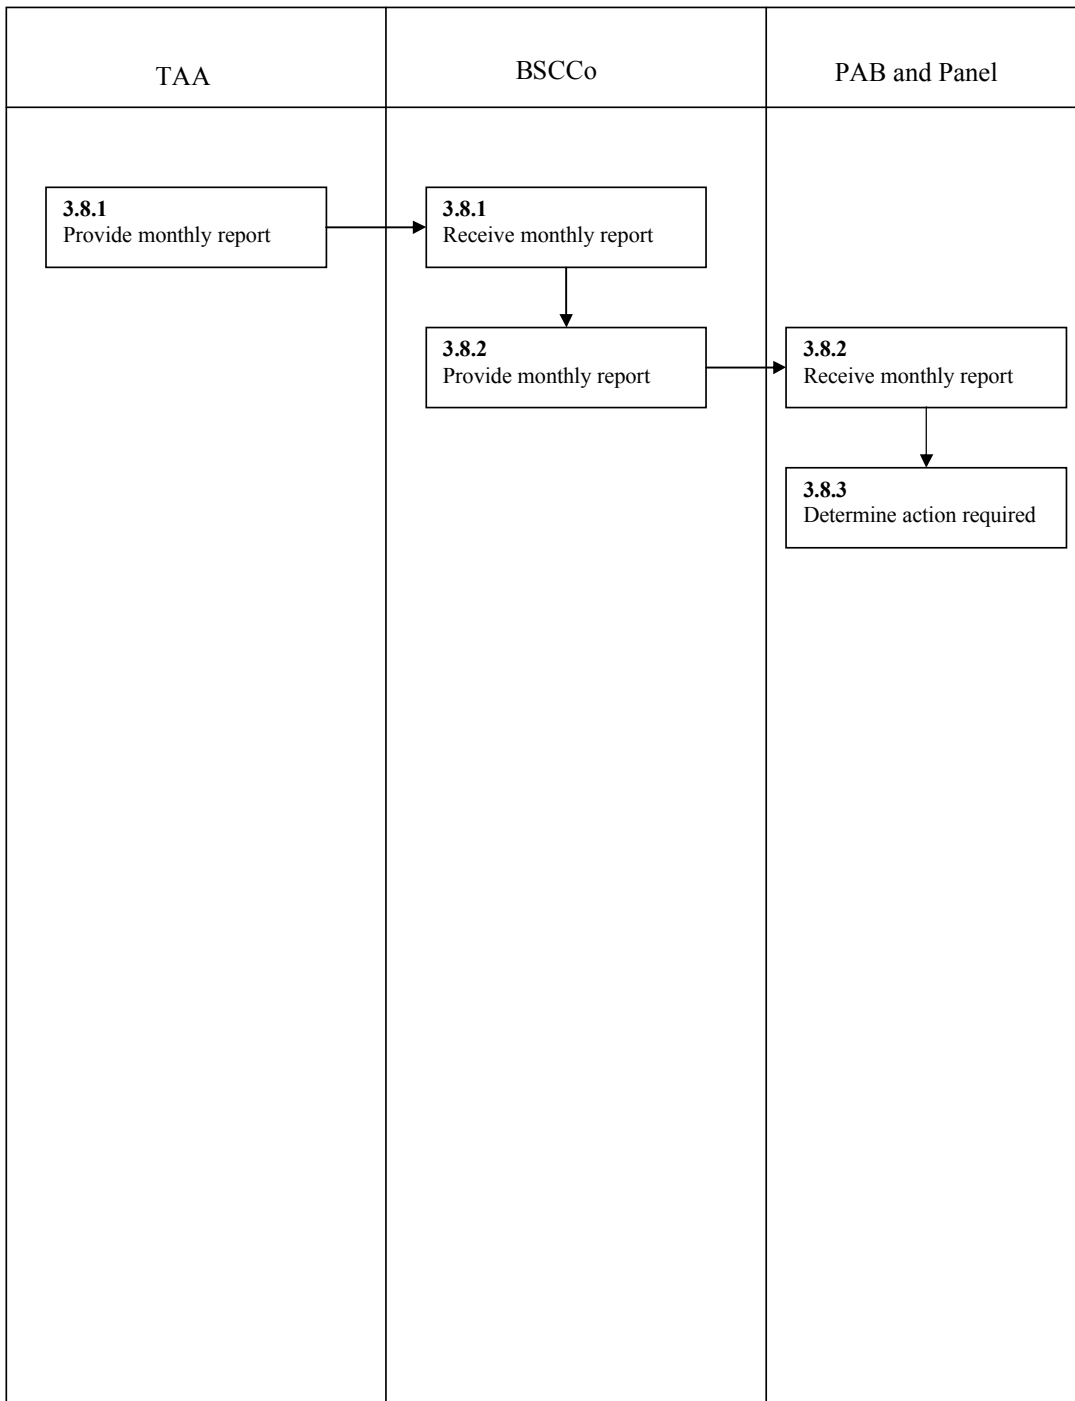 TAA
BSCCo
PAB and Panel
3.8.1
Provide monthly report
3.8.1
Receive monthly report
3.8.2
Provide monthly report
3.8.2
Receive monthly report
3.8.3
Determine action required